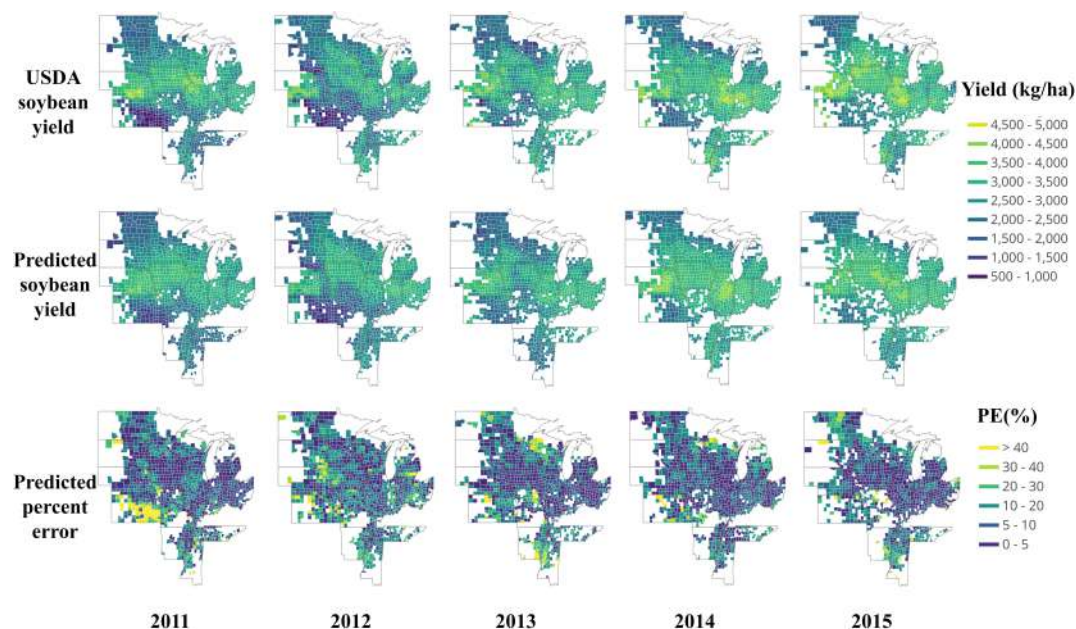 USDA
soybean
yield
Yield (kg/ha)
4,500 - 5,000
4,000 - 4,500
3,500 - 4,000
3,000 - 3,500
2,500 - 3,000
2,000 - 2,500
1,500 - 2,000
1,000 - 1,500
500 - 1,000
Predicted
soybean
yield
Predicted
percent
error
PE(%)
> 40
30 - 40
20 - 30
10 - 20
5 - 10
0 - 5
2011
2012
2013
2014
2015